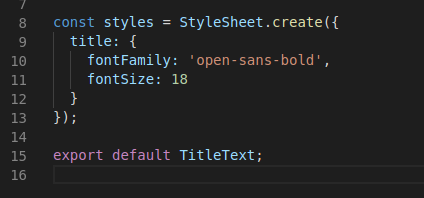 7
8 const styles = StyleSheet.create({
9   title: {
10     fontFamily: 'open-sans-bold',
11     fontSize: 18
12   }
13 });
14
15 export default TitleText;
16